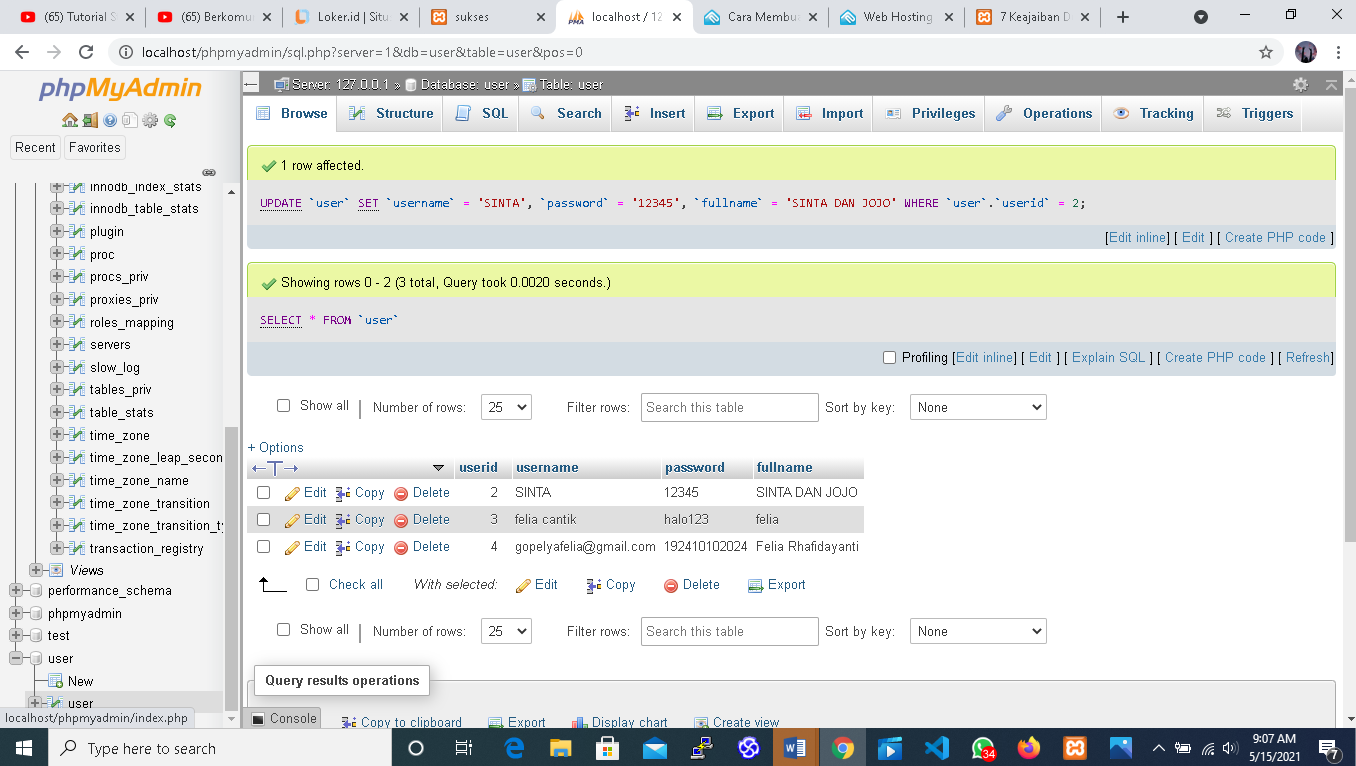 (65) Tutorial S
(65) Berkomu
Loker.id | Situ
sukses
localhost / 12
Cara Membu
Web Hosting
7 Keajaiban D
localhost/phpmyadmin/sql.php?server=1&db=user&table=user&pos=0
phpMyAdmin
Recent
Favorites
innodb_index_stats
innodb_table_stats
plugin
proc
procs_priv
proxies_priv
roles_mapping
servers
slow_log
tables_priv
table_stats
time_zone
time_zone_leap_secon
time_zone_name
time_zone_transition
time_zone_transition_ty
transaction_registry
Views
performance_schema
phpmyadmin
test
user
New
user
localhost/phpmyadmin/index.php
Server: 127.0.0.1 » Database: user » Table: user
Browse Structure SQL Search Insert Export Import Privileges Operations Tracking Triggers
1 row affected.
UPDATE `user` SET `username` = 'SINTA', `password` = '12345', `fullname` = 'SINTA DAN JOJO' WHERE `user`.`userid` = 2;
[Edit inline] [ Edit ] [ Create PHP code ]
Showing rows 0 - 2 (3 total, Query took 0.0020 seconds.)
SELECT * FROM `user`
Profiling [Edit inline] [ Edit ] [ Explain SQL ] [ Create PHP code ] [ Refresh]
Show all | Number of rows: 25 Filter rows: Search this table Sort by key: None
+ Options
←T→ userid username password fullname
Edit Copy Delete 2 SINTA 12345 SINTA DAN JOJO
Edit Copy Delete 3 felia cantik halo123 felia
Edit Copy Delete 4 gopelyafelia@gmail.com 192410102024 Felia Rhafidayanti
Check all With selected: Edit Copy Delete Export
Show all | Number of rows: 25 Filter rows: Search this table Sort by key: None
Query results operations
Console Copy to clipboard Export Display chart Create view
Type here to search
34
9:07 AM
5/15/2021
7